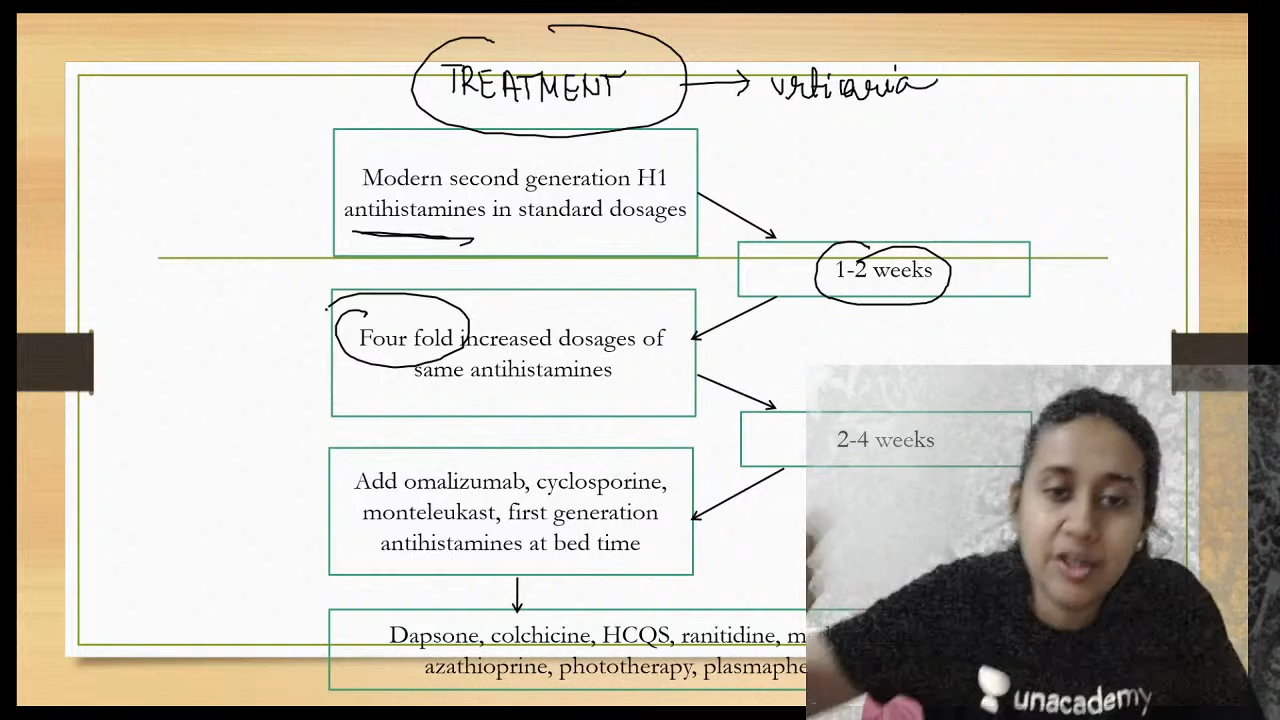 TREATMENT → urticaria
Modern second generation H1
antihistamines in standard dosages
1-2 weeks
Four fold increased dosages of
same antihistamines
2-4 weeks
Add omalizumab, cyclosporine,
monteleukast, first generation
antihistamines at bed time
Dapsone, colchicine, HCQS, ranitidine,
azathioprine, phototherapy,
unacademy